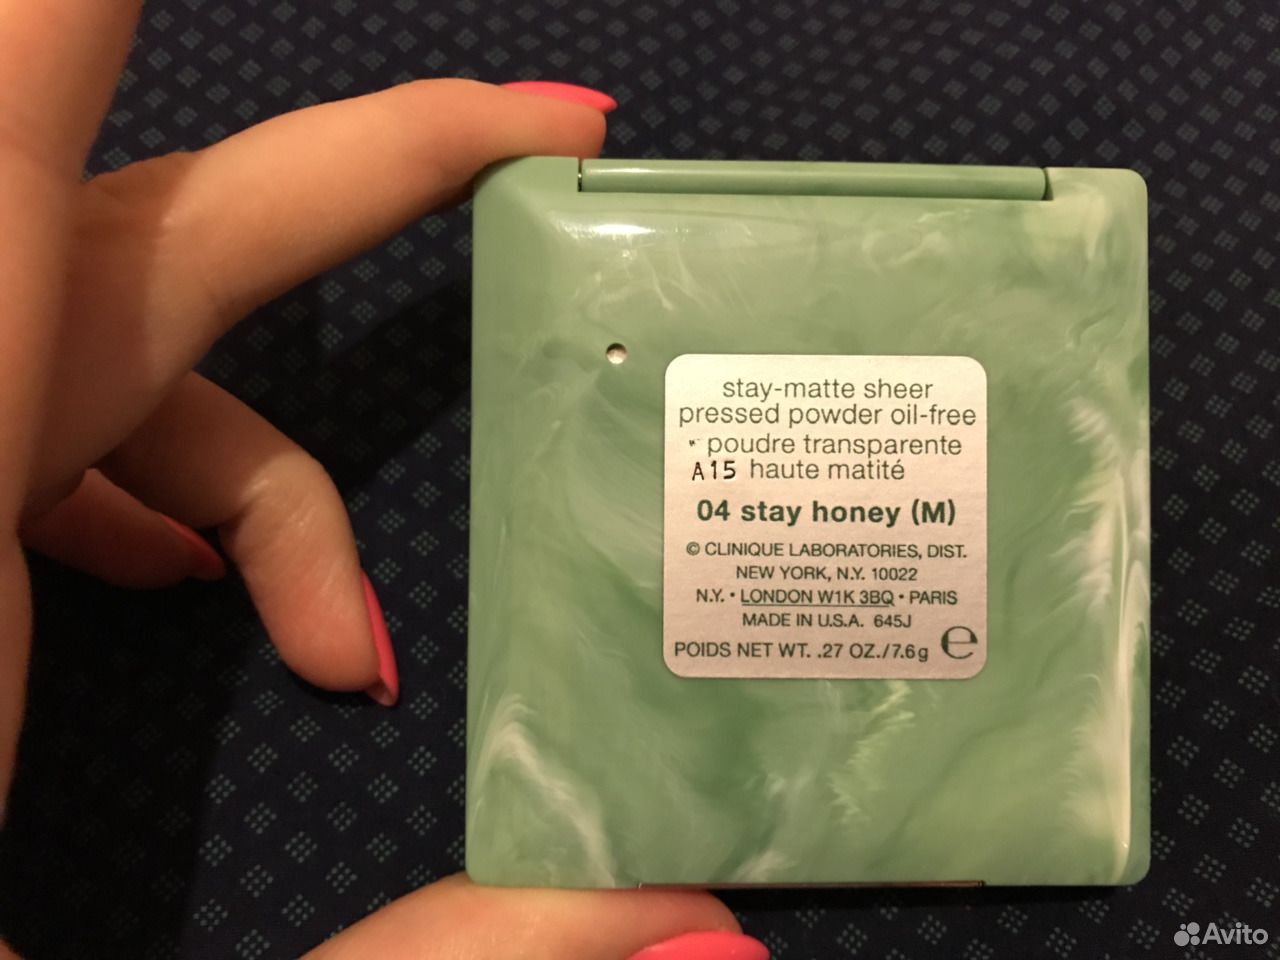 stay-matte sheer
pressed powder oil-free
poudre transparente
A15 haute matité
04 stay honey (M)
© CLINIQUE LABORATORIES, DIST.
NEW YORK, N.Y. 10022
N.Y. • LONDON W1K 3BQ • PARIS
MADE IN U.S.A. 645J
POIDS NET WT. .27 OZ./7.6g ℮
Avito